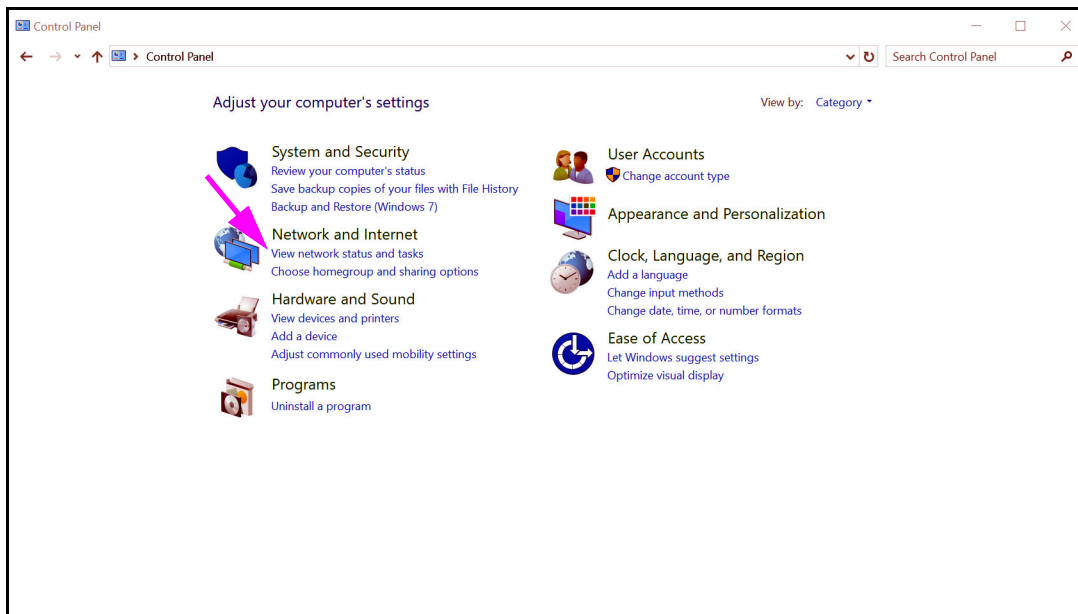 Control Panel
Control Panel
Search Control Panel
Adjust your computer's settings
View by: Category
System and Security
Review your computer's status
Save backup copies of your files with File History
Backup and Restore (Windows 7)
Network and Internet
View network status and tasks
Choose homegroup and sharing options
Hardware and Sound
View devices and printers
Add a device
Adjust commonly used mobility settings
Programs
Uninstall a program
User Accounts
Change account type
Appearance and Personalization
Clock, Language, and Region
Add a language
Change input methods
Change date, time, or number formats
Ease of Access
Let Windows suggest settings
Optimize visual display